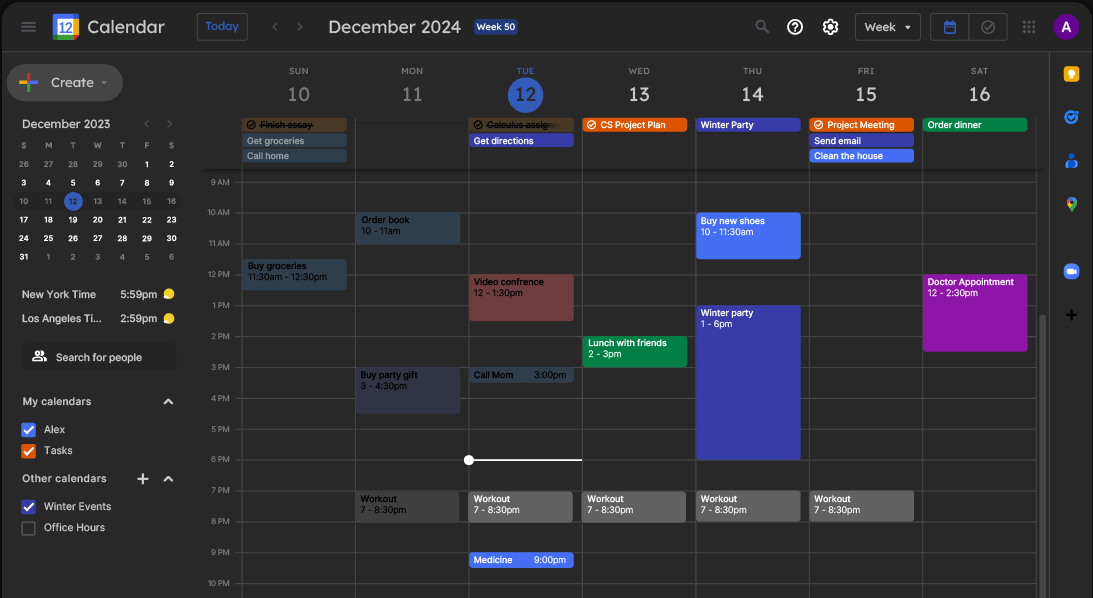 12 Calendar Today December 2024 Week 50 ? Week A
Create
December 2023
S M T W T F S
26 27 28 29 30 1 2
3 4 5 6 7 8 9
10 11 12 13 14 15 16
17 18 19 20 21 22 23
24 25 26 27 28 29 30
31 1 2 3 4 5 6
New York Time 5:59pm
Los Angeles Ti... 2:59pm
Search for people
My calendars
Alex
Tasks
Other calendars +
Winter Events
Office Hours
SUN MON TUE WED THU FRI SAT
10 11 12 13 14 15 16
Finish essay Calculus assign CS Project Plan Winter Party Project Meeting Order dinner
Get groceries Get directions Send email
Call home Clean the house
9 AM
10 AM
Order book
10 - 11am
Buy new shoes
10 - 11:30am
11 AM
Buy groceries
11:30am - 12:30pm
12 PM
Video confrence
12 - 1:30pm
Doctor Appointment
12 - 2:30pm
1 PM
Winter party
1 - 6pm
2 PM
Lunch with friends
2 - 3pm
3 PM
Buy party gift
3 - 4:30pm
Call Mom 3:00pm
4 PM
5 PM
6 PM
7 PM
Workout Workout Workout Workout Workout
7 - 8:30pm 7 - 8:30pm 7 - 8:30pm 7 - 8:30pm 7 - 8:30pm
8 PM
9 PM
Medicine 9:00pm
10 PM